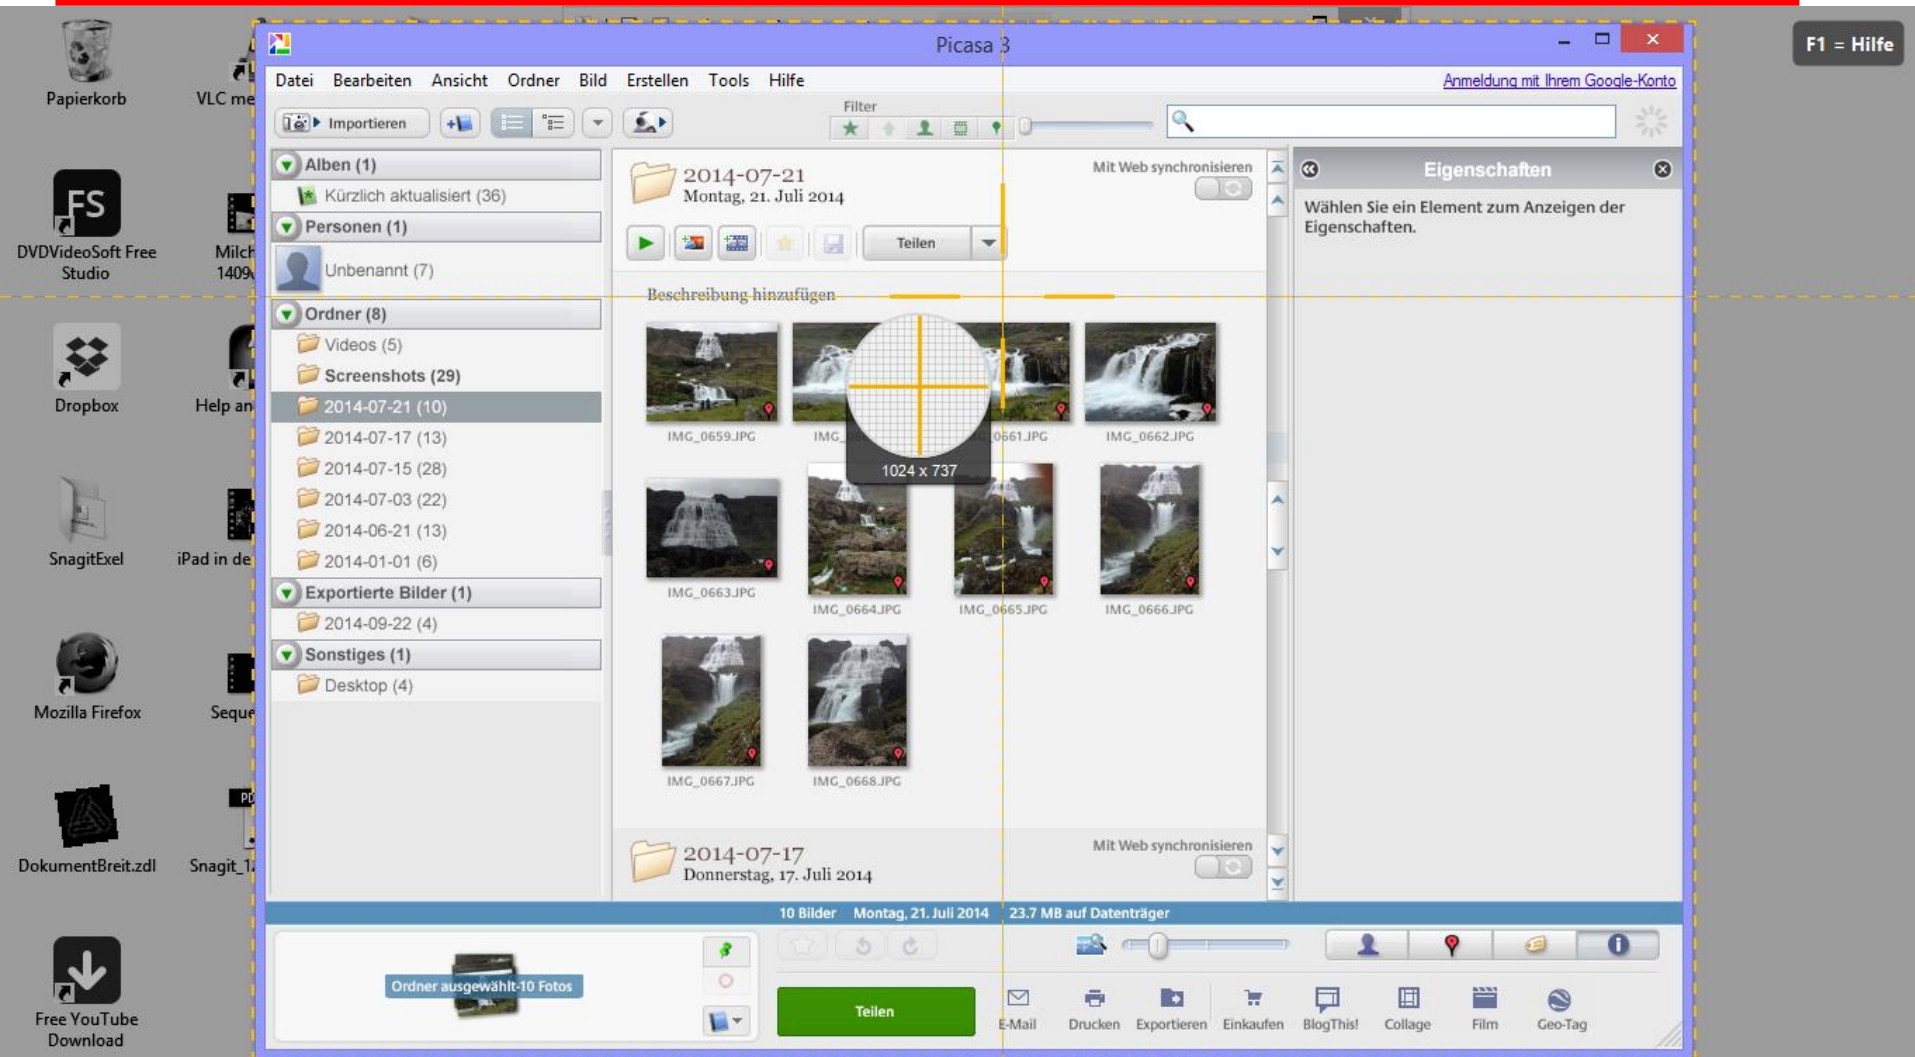 F1 = Hilfe
Papierkorb
VLC me
DVDVideoSoft Free
Studio
Milch
Dropbox
Help an
SnagitExel
iPad in de
Mozilla Firefox
Seque
DokumentBreit.zdl
Snagit_1
Free YouTube
Download
Picasa 3
Datei Bearbeiten Ansicht Ordner Bild Erstellen Tools Hilfe
Anmeldung mit Ihrem Google-Konto
Importieren
Filter
Alben (1)
Kürzlich aktualisiert (36)
Personen (1)
Unbenannt (7)
Ordner (8)
Videos (5)
Screenshots (29)
2014-07-21 (10)
2014-07-17 (13)
2014-07-15 (28)
2014-07-03 (22)
2014-06-21 (13)
2014-01-01 (6)
Exportierte Bilder (1)
2014-09-22 (4)
Sonstiges (1)
Desktop (4)
2014-07-21
Montag, 21. Juli 2014
Mit Web synchronisieren
Teilen
Beschreibung hinzufügen
IMG_0659.JPG
0661.JPG
IMG_0662.JPG
1024 x 737
IMG_0663.JPG
IMG_0664.JPG
IMG_0665.JPG
IMG_0666.JPG
IMG_0667.JPG
IMG_0668.JPG
2014-07-17
Donnerstag, 17. Juli 2014
Mit Web synchronisieren
Eigenschaften
Wählen Sie ein Element zum Anzeigen der
Eigenschaften.
10 Bilder Montag, 21. Juli 2014 23.7 MB auf Datenträger
Ordner ausgewählt-10 Fotos
Teilen
E-Mail
Drucken
Exportieren
Einkaufen
BlogThis!
Collage
Film
Geo-Tag